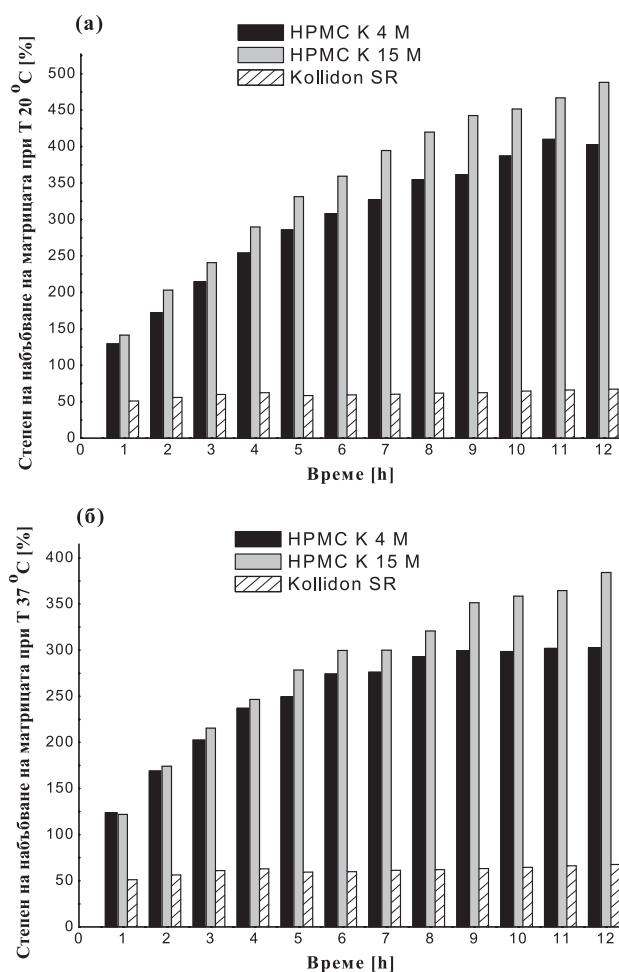 (а)
HPMC K 4 M
HPMC K 15 M
Kollidon SR
Степен на набъбване на матрицата при T 20 °C [%]
500
450
400
350
300
250
200
150
100
50
0
0 1 2 3 4 5 6 7 8 9 10 11 12
Време [h]
(б)
HPMC K 4 M
HPMC K 15 M
Kollidon SR
Степен на набъбване на матрицата при T 37 °C [%]
400
350
300
250
200
150
100
50
0
0 1 2 3 4 5 6 7 8 9 10 11 12
Време [h]